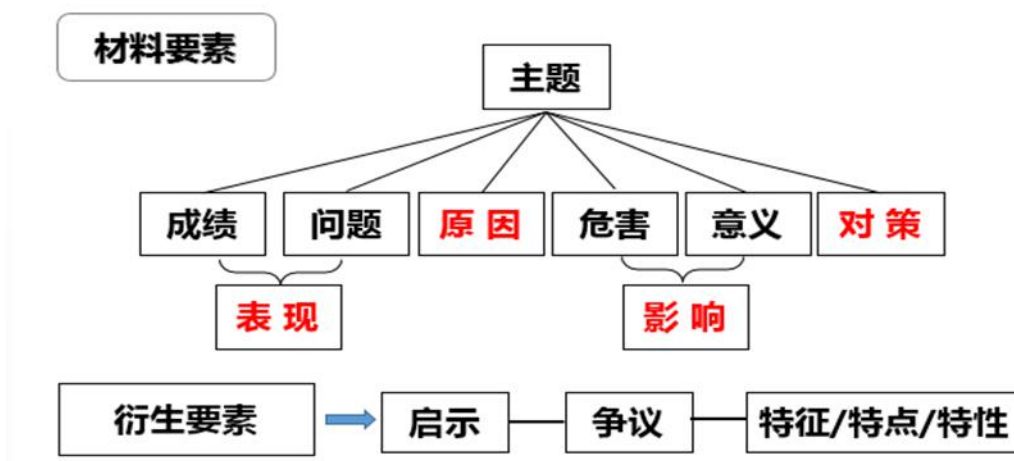 材料要素
主题
成绩 问题 原因 危害 意义 对策
表现 影响
衍生要素 启示 争议 特征/特点/特性